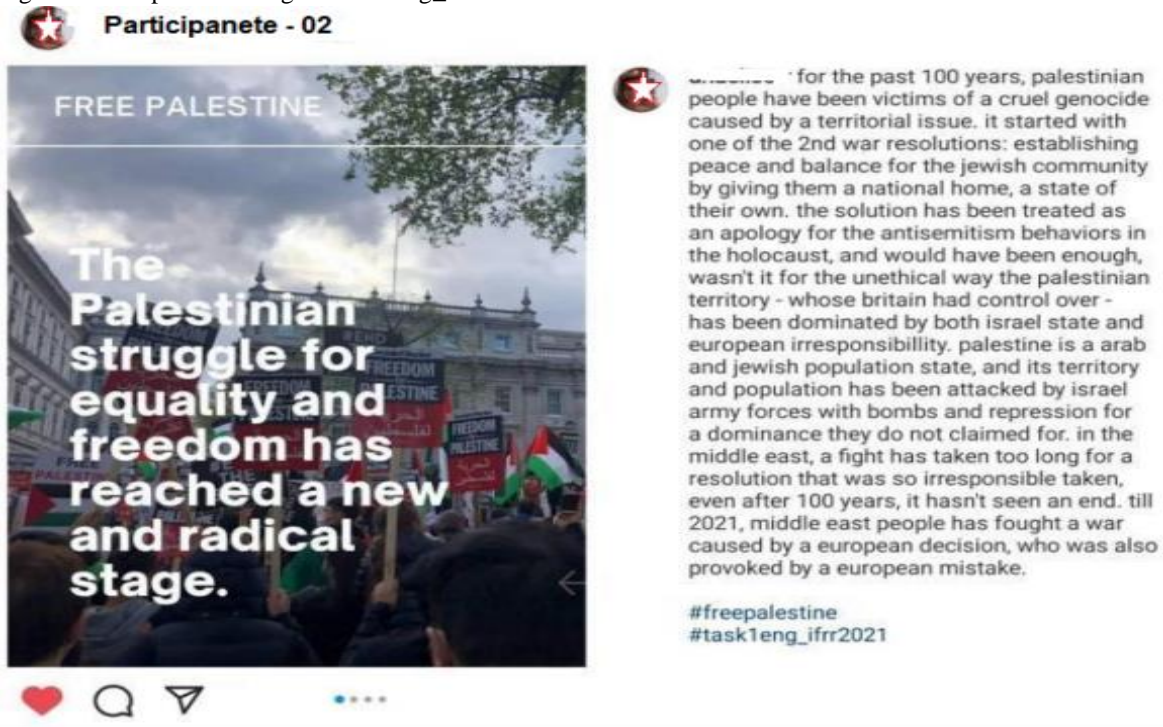 Participanete - 02
FREE PALESTINE
The
Palestinian
struggle for
equality and
freedom has
reached a new
and radical
stage.
FREEDOM
PALESTINE
FREEDOM
FREEDOM
PALESTINE
for the past 100 years, palestinian
people have been victims of a cruel genocide
caused by a territorial issue. it started with
one of the 2nd war resolutions: establishing
peace and balance for the jewish community
by giving them a national home, a state of
their own. the solution has been treated as
an apology for the antisemitism behaviors in
the holocaust, and would have been enough,
wasn't it for the unethical way the palestinian
territory - whose britain had control over -
has been dominated by both israel state and
european irresponsibillity. palestine is a arab
and jewish population state, and its territory
and population has been attacked by israel
army forces with bombs and repression for
a dominance they do not claimed for. in the
middle east, a fight has taken too long for a
resolution that was so irresponsible taken,
even after 100 years, it hasn't seen an end. till
2021, middle east people has fought a war
caused by a european decision, who was also
provoked by a european mistake.
#freepalestine
#task1eng_ifrr2021